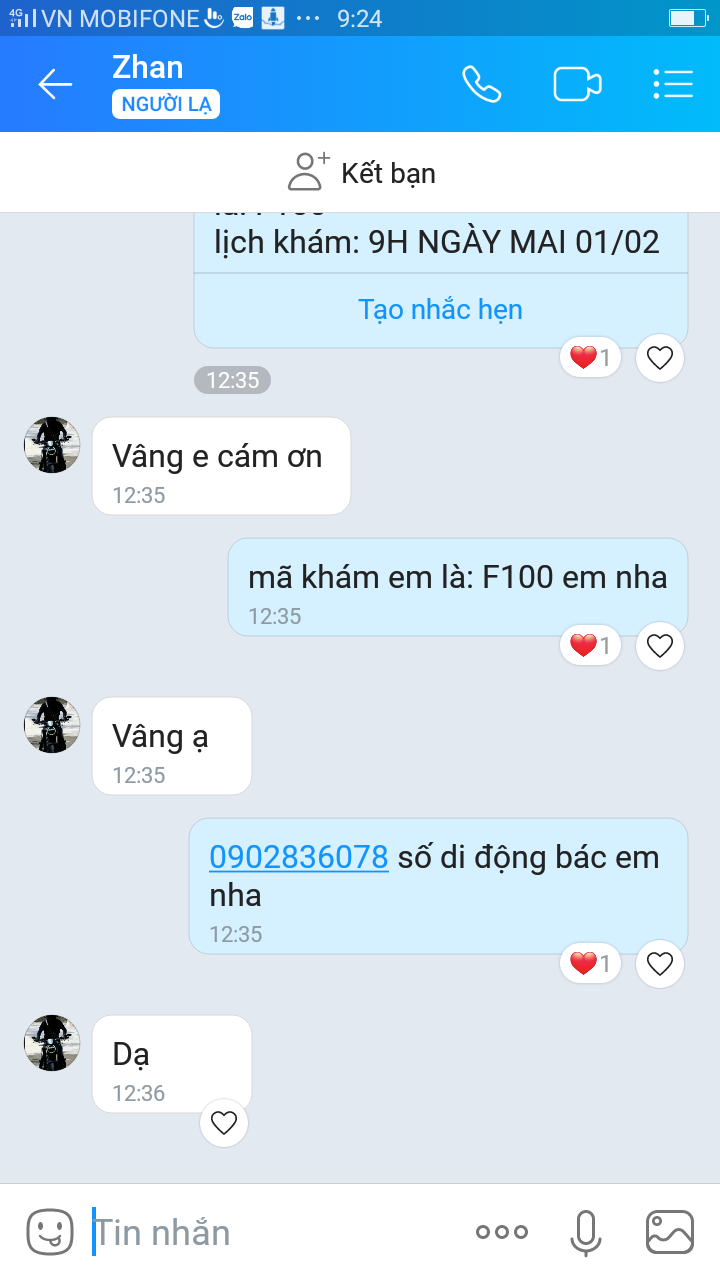 4G VN MOBIFONE Zalo 9:24
Zhan
NGƯỜI LẠ
Kết bạn
lịch khám: 9H NGÀY MAI 01/02
Tạo nhắc hẹn
1
12:35
Vâng e cám ơn
12:35
mã khám em là: F100 em nha
12:35
1
Vâng ạ
12:35
0902836078 số di động bác em
nha
12:35
1
Dạ
12:36
Tin nhắn